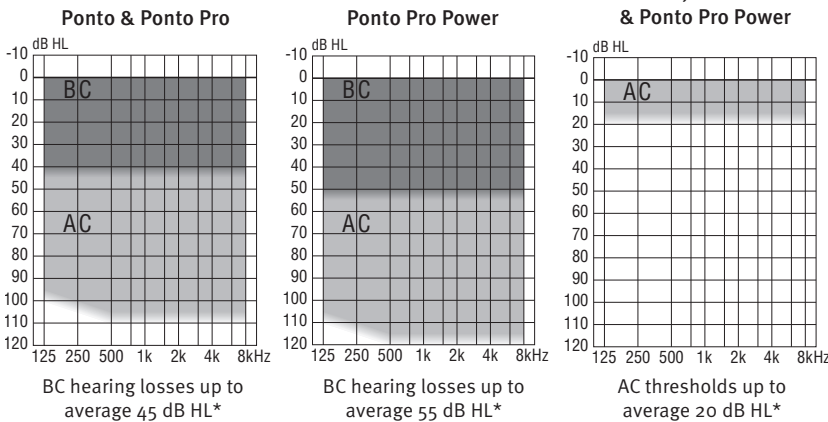 Ponto & Ponto Pro
dB HL
-10
0
10
20
30
40
50
60
70
80
90
100
110
120
BC
AC
125 250 500 1k 2k 4k 8kHz
BC hearing losses up to
average 45 dB HL*
Ponto Pro Power
dB HL
-10
0
10
20
30
40
50
60
70
80
90
100
110
120
BC
AC
125 250 500 1k 2k 4k 8kHz
BC hearing losses up to
average 55 dB HL*
& Ponto Pro Power
dB HL
-10
0
10
20
30
40
50
60
70
80
90
100
110
120
AC
125 250 500 1k 2k 4k 8kHz
AC thresholds up to
average 20 dB HL*